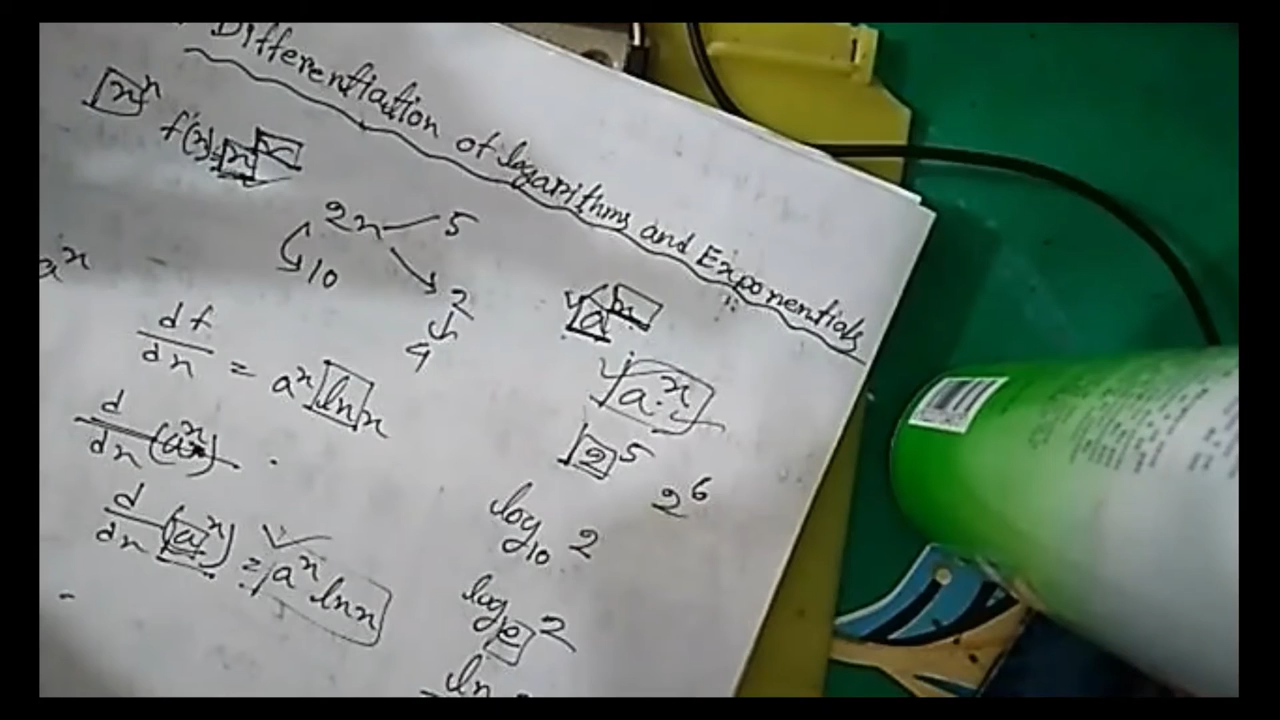 Differentiation of logarithms and Exponentials
x^n
f'(x) = x^x
2x 5
10
2
4
a^x
a^x
df/dx = a^x ln x
a^x
d/dx (a^x)
2^5
2^6
d/dx (a^x) = a^x ln x
log_10 2
log_e 2
ln